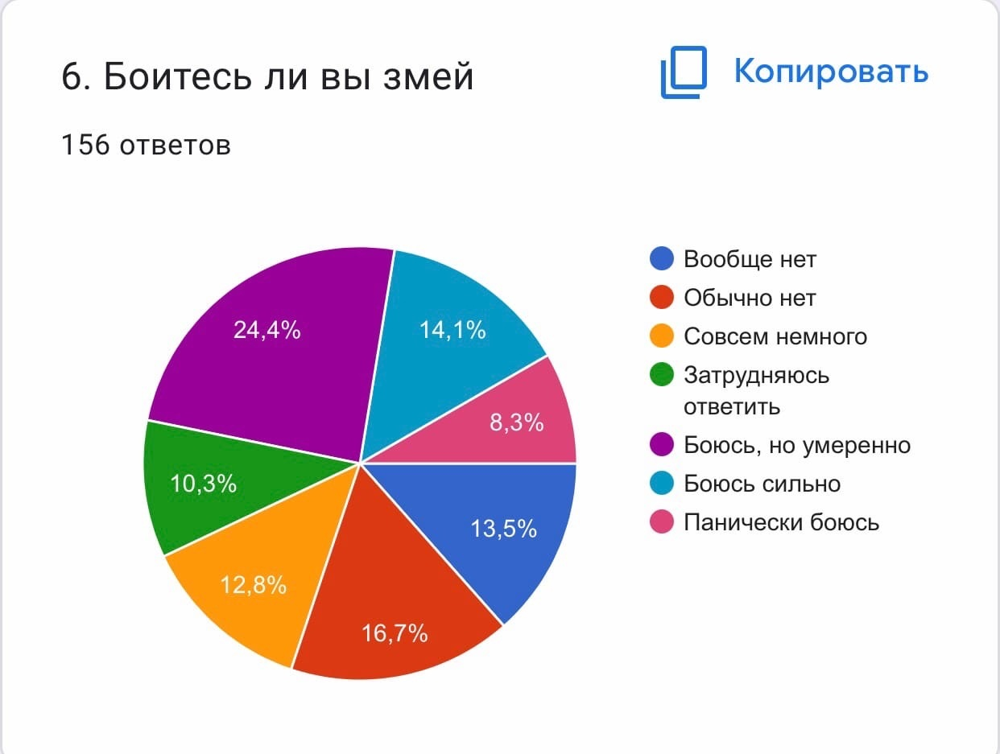 6. Боитесь ли вы змей
Копировать
156 ответов
24,4%
14,1%
8,3%
10,3%
13,5%
12,8%
16,7%
Вообще нет
Обычно нет
Совсем немного
Затрудняюсь
ответить
Боюсь, но умеренно
Боюсь сильно
Панически боюсь